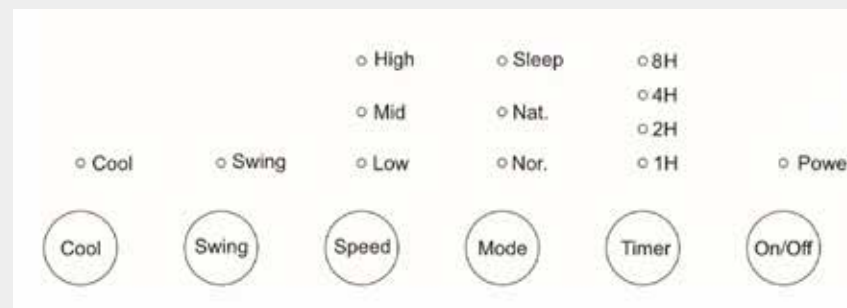 High Sleep 8H
4H
Mid Nat.
2H
Cool Swing Low Nor. 1H Powe
Cool Swing Speed Mode Timer On/Off